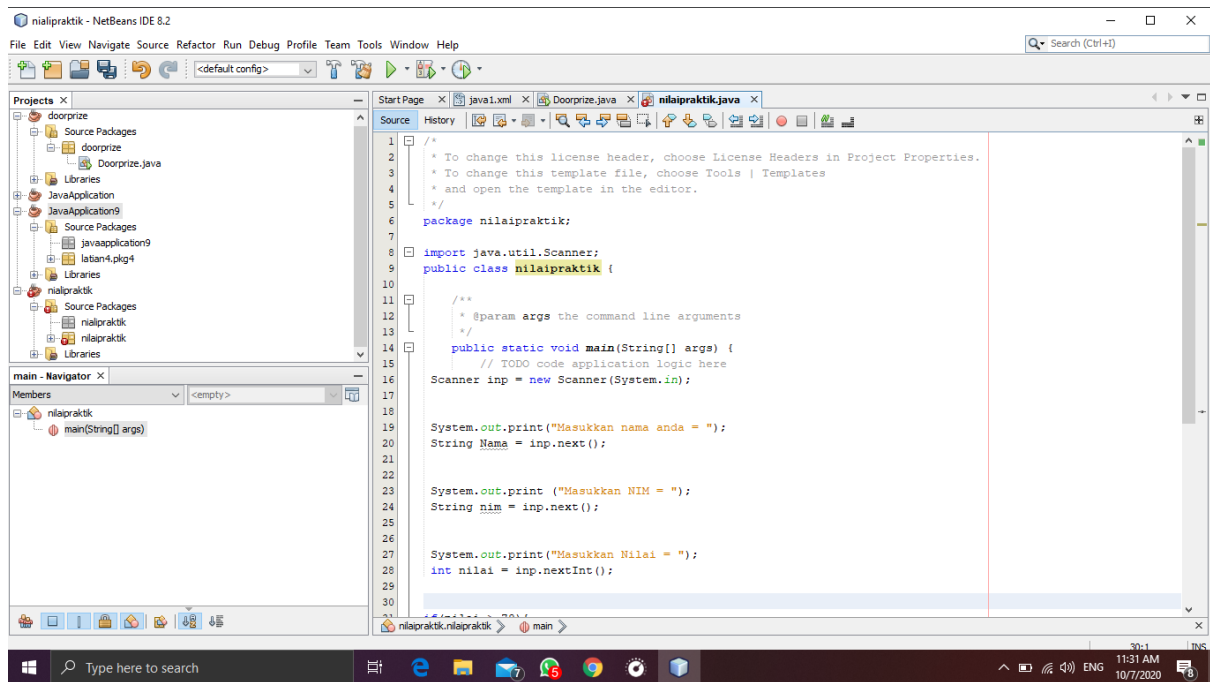 nialipraktik - NetBeans IDE 8.2
File Edit View Navigate Source Refactor Run Debug Profile Team Tools Window Help
Search (Ctrl+I)
<default config>
Projects
doorprize
Source Packages
doorprize
Doorprize.java
Libraries
JavaApplication
JavaApplication9
Source Packages
javaapplication9
latian4.pkg4
Libraries
nialipraktik
Source Packages
nialipraktik
nilaipraktik
Libraries
main - Navigator
Members <empty>
nilaipraktik
main(String[] args)
Start Page java1.xml Doorprize.java nilaipraktik.java
Source History
1 /*
2 * To change this license header, choose License Headers in Project Properties.
3 * To change this template file, choose Tools | Templates
4 * and open the template in the editor.
5 */
6 package nilaipraktik;
7
8 import java.util.Scanner;
9 public class nilaipraktik {
10
11 /**
12 * @param args the command line arguments
13 */
14 public static void main(String[] args) {
15 // TODO code application logic here
16 Scanner inp = new Scanner(System.in);
17
18
19 System.out.print("Masukkan nama anda = ");
20 String Nama = inp.next();
21
22
23 System.out.print ("Masukkan NIM = ");
24 String nim = inp.next();
25
26
27 System.out.print("Masukkan Nilai = ");
28 int nilai = inp.nextInt();
29
30
nilaipraktik.nilaipraktik main
30:1 INS
Type here to search
7
5
ENG
11:31 AM
10/7/2020
8